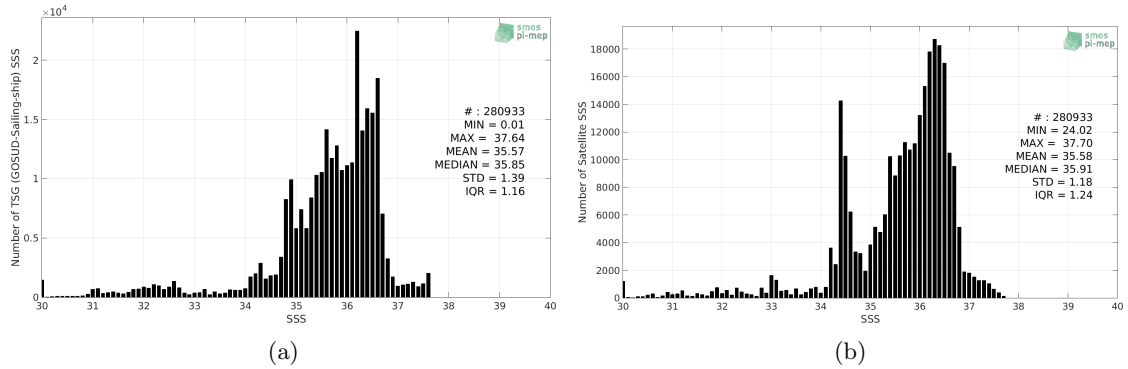 ×10⁴
smos
pi-mep
Number of TSG (GOSUD-Sailing-ship) SSS
2
1.5
1
0.5
0
# : 280933
MIN = 0.01
MAX = 37.64
MEAN = 35.57
MEDIAN = 35.85
STD = 1.39
IQR = 1.16
30 31 32 33 34 35 36 37 38 39 40
SSS
(a)
smos
pi-mep
Number of Satellite SSS
18000
16000
14000
12000
10000
8000
6000
4000
2000
0
# : 280933
MIN = 24.02
MAX = 37.70
MEAN = 35.58
MEDIAN = 35.91
STD = 1.18
IQR = 1.24
30 31 32 33 34 35 36 37 38 39 40
SSS
(b)